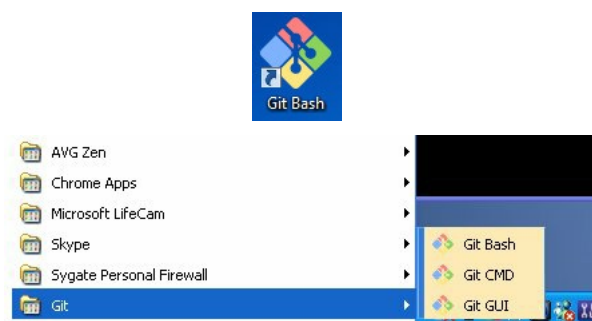 Git Bash
AVG Zen
Chrome Apps
Microsoft LifeCam
Skype
Git Bash
Sygate Personal Firewall
Git CMD
Git
Git GUI